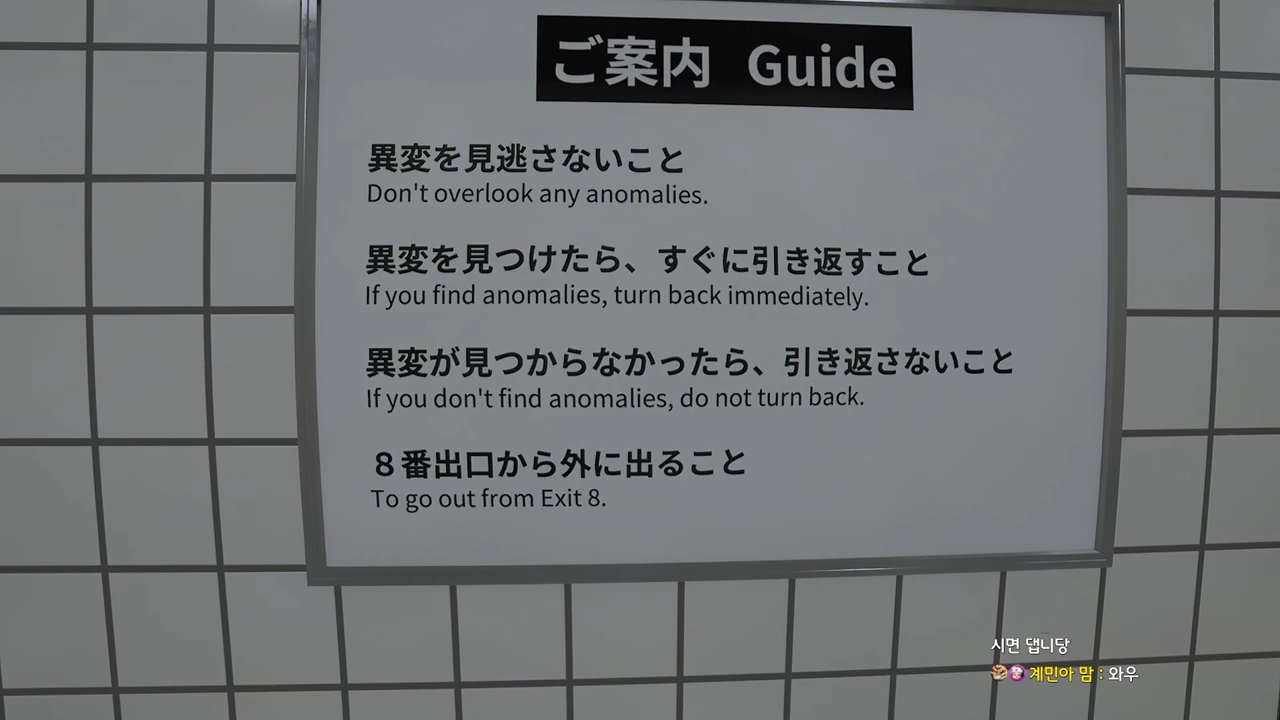 ご案内 Guide
異変を見逃さないこと
Don't overlook any anomalies.
異変を見つけたら、すぐに引き返すこと
If you find anomalies, turn back immediately.
異変が見つからなかったら、引き返さないこと
If you don't find anomalies, do not turn back.
８番出口から外に出ること
To go out from Exit 8.
시면 댑니당
계민아 맘 : 와우